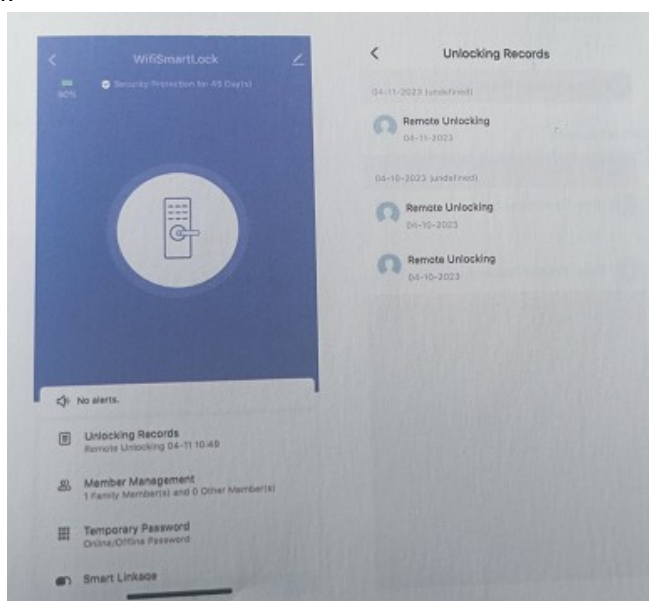 WifiSmartLock
90%
Security Protection for 45 Day(s)
No alerts.
Unlocking Records
Remote Unlocking 04-11 10:49
Member Management
1 Family Member(s) and 0 Other Member(s)
Temporary Password
Online/Offline Password
Smart Linkage
Unlocking Records
04-11-2023 (undefined)
Remote Unlocking
04-11-2023
04-10-2023 (undefined)
Remote Unlocking
04-10-2023
Remote Unlocking
04-10-2023